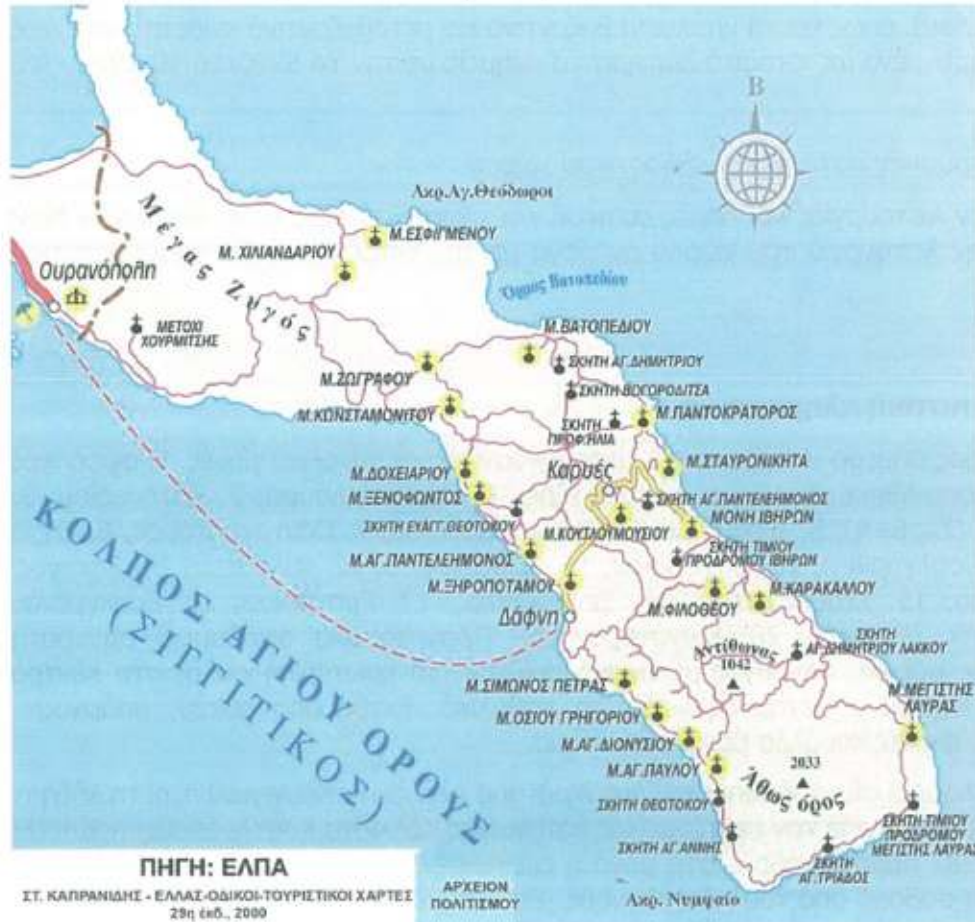 Β
Ακρ.Αγ.Θεόδωροι
Μ.ΕΣΦΙΓΜΕΝΟΥ
Μ. ΧΙΛΙΑΝΔΑΡΙΟΥ
Μέγας Ζυγός
Ουρανόπολη
Όρμος Βατοπεδίου
ΜΕΤΟΧΙ
ΧΟΥΡΜΙΤΣΗΣ
Μ.ΒΑΤΟΠΕΔΙΟΥ
ΣΚΗΤΗ ΑΓ.ΔΗΜΗΤΡΙΟΥ
Μ.ΖΩΓΡΑΦΟΥ
ΣΚΗΤΗ ΒΟΓΟΡΟΔΙΤΣΑ
Μ.ΚΩΝΣΤΑΜΟΝΙΤΟΥ
Μ.ΠΑΝΤΟΚΡΑΤΟΡΟΣ
ΣΚΗΤΗ
ΠΡΟΦ.ΗΛΙΑ
Μ.ΔΟΧΕΙΑΡΙΟΥ
Καρυές
Μ.ΣΤΑΥΡΟΝΙΚΗΤΑ
Μ.ΞΕΝΟΦΩΝΤΟΣ
ΣΚΗΤΗ ΑΓ.ΠΑΝΤΕΛΕΗΜΟΝΟΣ
ΣΚΗΤΗ ΕΥΑΓΓ.ΘΕΟΤΟΚΟΥ
Μ.ΚΟΥΤΛΟΥΜΟΥΣΙΟΥ
ΜΟΝΗ ΙΒΗΡΩΝ
Μ.ΑΓ.ΠΑΝΤΕΛΕΗΜΟΝΟΣ
ΣΚΗΤΗ ΤΙΜΙΟΥ
ΠΡΟΔΡΟΜΟΥ ΙΒΗΡΩΝ
Μ.ΞΗΡΟΠΟΤΑΜΟΥ
Μ.ΚΑΡΑΚΑΛΛΟΥ
Μ.ΦΙΛΟΘΕΟΥ
Δάφνη
ΚΟΛΠΟΣ ΑΓΙΟΥ ΟΡΟΥΣ
(ΣΙΓΓΙΤΙΚΟΣ)
Αντίθωνας
1042
ΣΚΗΤΗ
ΑΓ.ΔΗΜΗΤΡΙΟΥ ΛΑΚΚΟΥ
Μ.ΣΙΜΩΝΟΣ ΠΕΤΡΑΣ
Μ.ΜΕΓΙΣΤΗΣ
ΛΑΥΡΑΣ
Μ.ΟΣΙΟΥ ΓΡΗΓΟΡΙΟΥ
Μ.ΑΓ.ΔΙΟΝΥΣΙΟΥ
Μ.ΑΓ.ΠΑΥΛΟΥ
2033
Άθως όρος
ΣΚΗΤΗ ΘΕΟΤΟΚΟΥ
ΣΚΗΤΗ ΤΙΜΙΟΥ
ΠΡΟΔΡΟΜΟΥ
ΜΕΓΙΣΤΗΣ ΛΑΥΡΑΣ
ΣΚΗΤΗ ΑΓ.ΑΝΝΗΣ
ΣΚΗΤΗ
ΑΓ.ΤΡΙΑΔΟΣ
Ακρ. Νυμφαίο
ΠΗΓΗ: ΕΛΠΑ
ΣΤ. ΚΑΠΡΑΝΙΔΗΣ - ΕΛΛΑΣ-ΟΔΙΚΟΙ-ΤΟΥΡΙΣΤΙΚΟΙ ΧΑΡΤΕΣ
29η έκδ., 2000
ΑΡΧΕΙΟΝ
ΠΟΛΙΤΙΣΜΟΥ